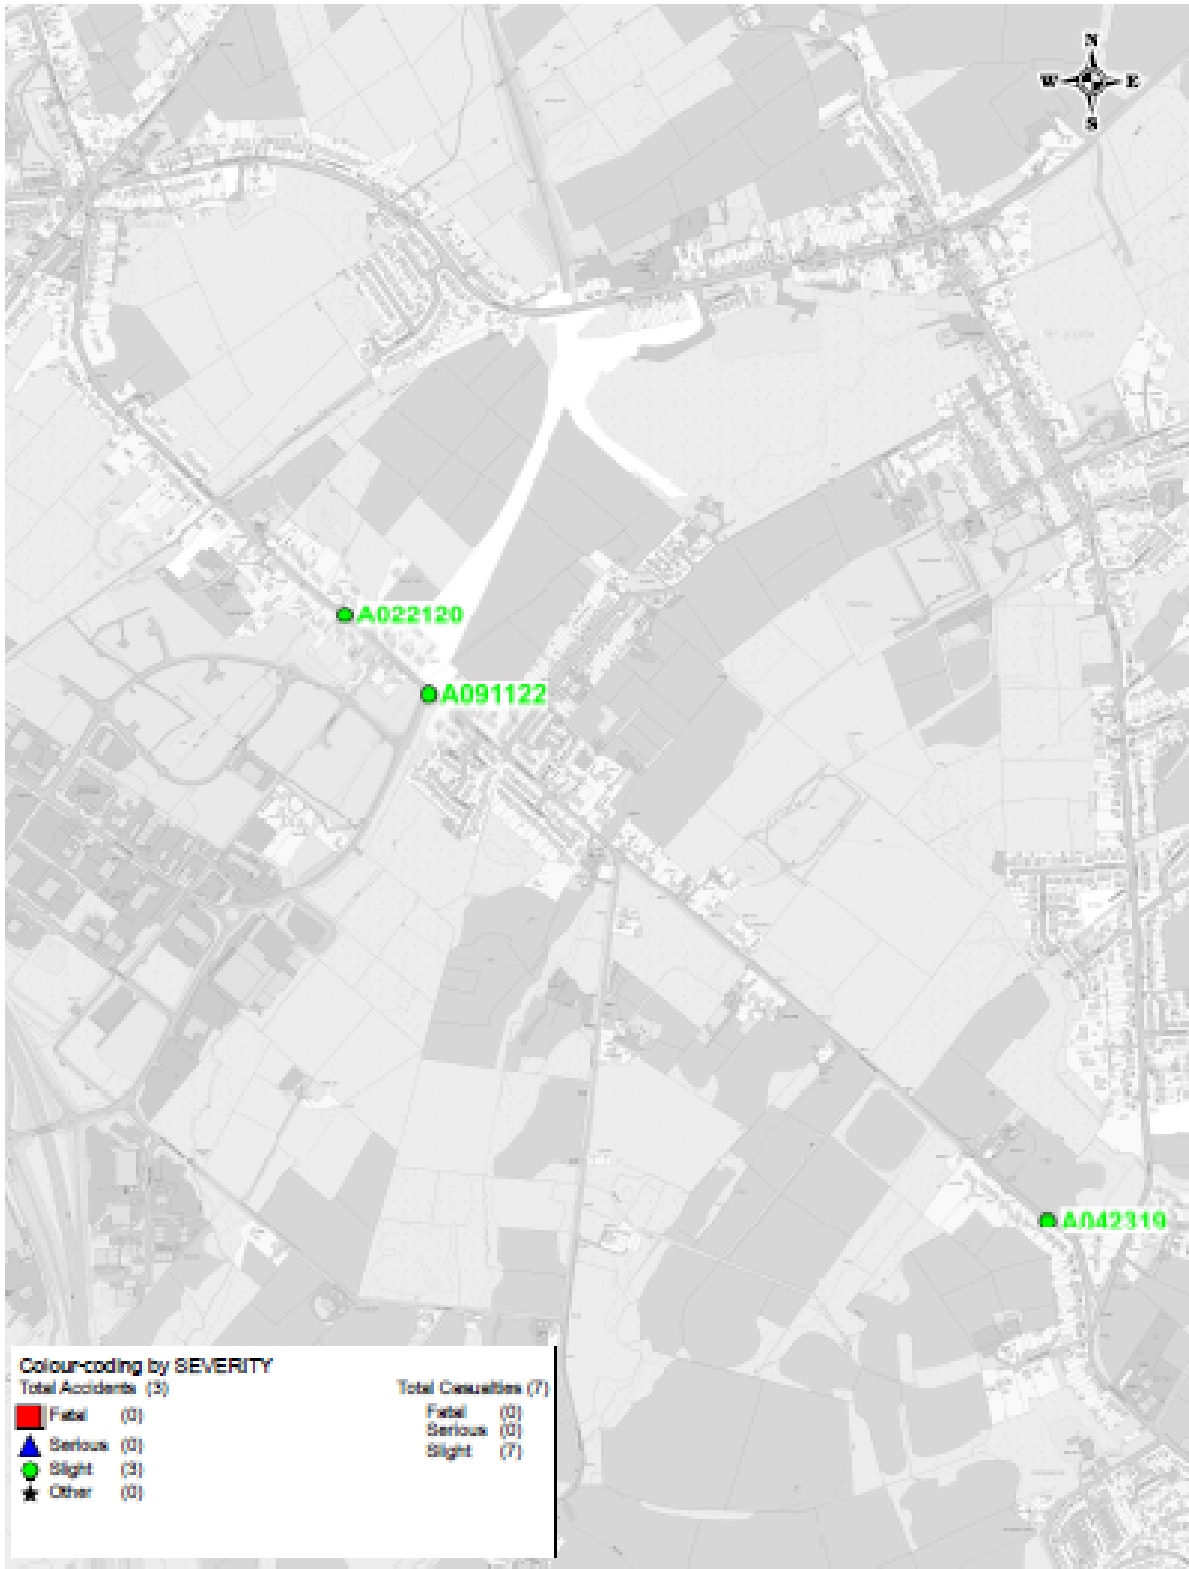 N
W E
S
A022120
A091122
A042319
Colour-coding by SEVERITY
Total Accidents (3)
Fatal (0)
Serious (0)
Slight (3)
Other (0)
Total Casualties (7)
Fatal (0)
Serious (0)
Slight (7)